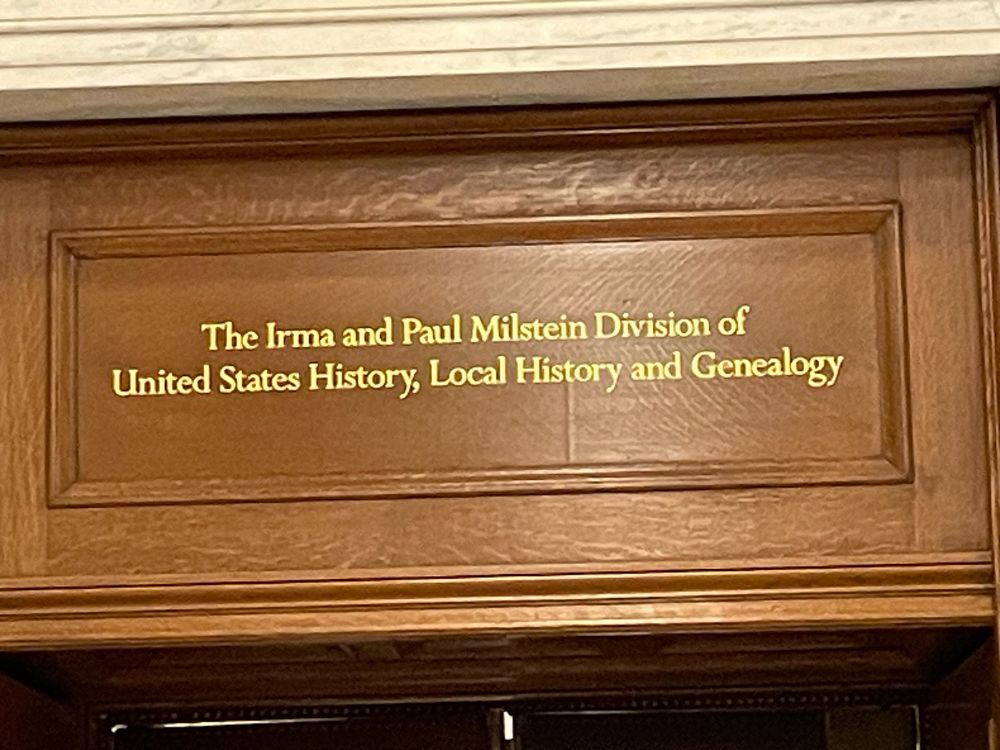 The Irma and Paul Milstein Division of
United States History, Local History and Genealogy